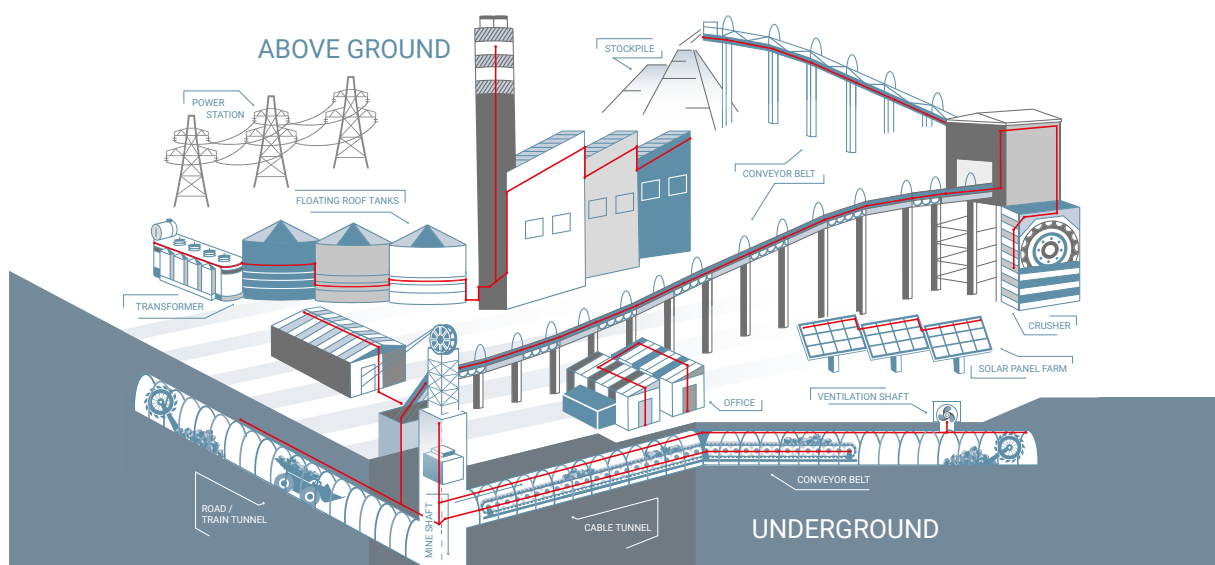 ABOVE GROUND
STOCKPILE
POWER
STATION
CONVEYOR BELT
FLOATING ROOF TANKS
TRANSFORMER
CRUSHER
SOLAR PANEL FARM
OFFICE
VENTILATION SHAFT
CONVEYOR BELT
ROAD /
TRAIN TUNNEL
MINE SHAFT
CABLE TUNNEL
UNDERGROUND